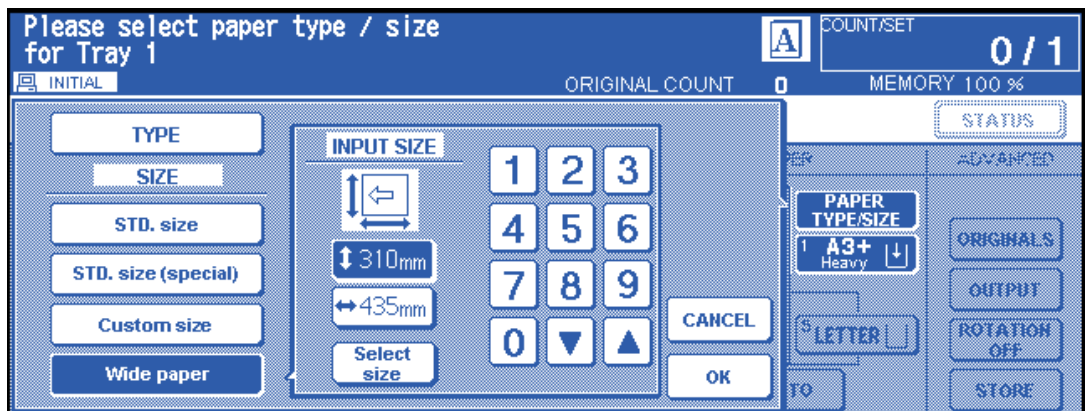 Please select paper type / size
for Tray 1
A
COUNT/SET
0 / 1
INITIAL
ORIGINAL COUNT 0
MEMORY 100 %
STATUS
TYPE
SIZE
STD. size
STD. size (special)
Custom size
Wide paper
INPUT SIZE
310mm
435mm
Select
size
1 2 3
4 5 6
7 8 9
0
CANCEL
OK
PER
PAPER
TYPE/SIZE
1 A3+
Heavy
5 LETTER
TO
ADVANCED
ORIGINALS
OUTPUT
ROTATION
OFF
STORE